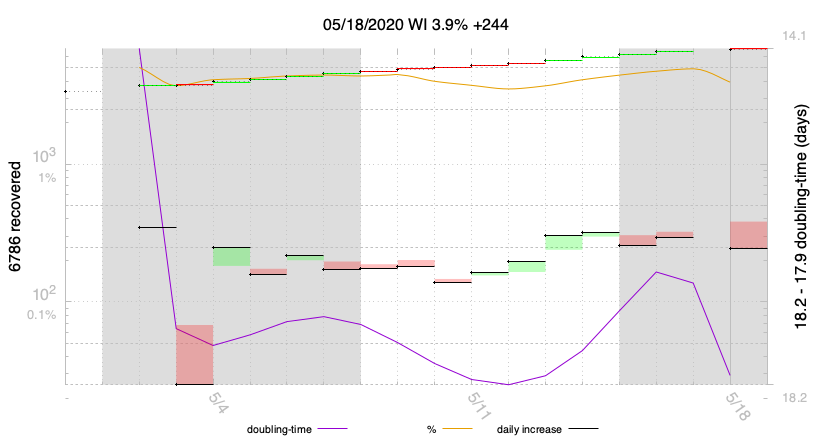 05/18/2020 WI 3.9% +244
14.1
10³
1%
10²
0.1%
6786 recovered
18.2 - 17.9 doubling-time (days)
18.2
5/4
5/11
5/18
doubling-time
%
daily increase